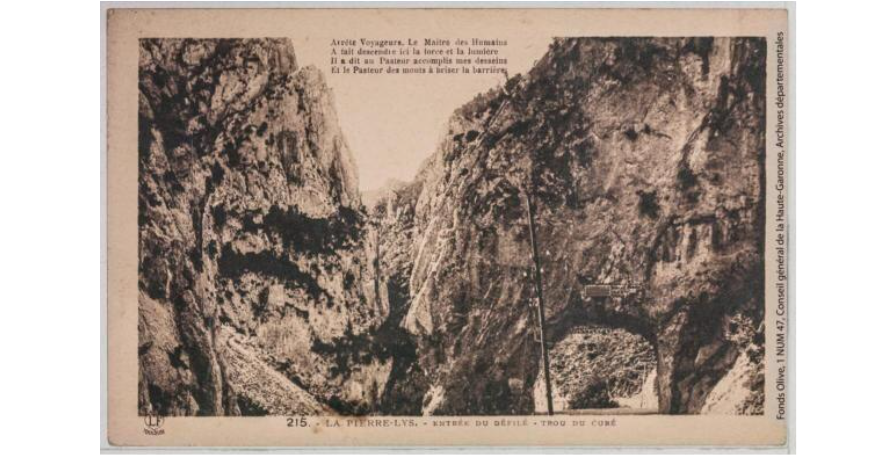 Arrête Voyageurs. Le Maître des Humains
A fait descendre ici la force et la lumière
Il a dit au Pasteur accomplis mes desseins
Et le Pasteur des monts à briser la barrière.
215. - LA PIERRE-LYS. - ENTRÉE DU DÉFILÉ - TROU DU CURÉ
Fonds Olive, 1 NUM 47, Conseil général de la Haute-Garonne, Archives départementales